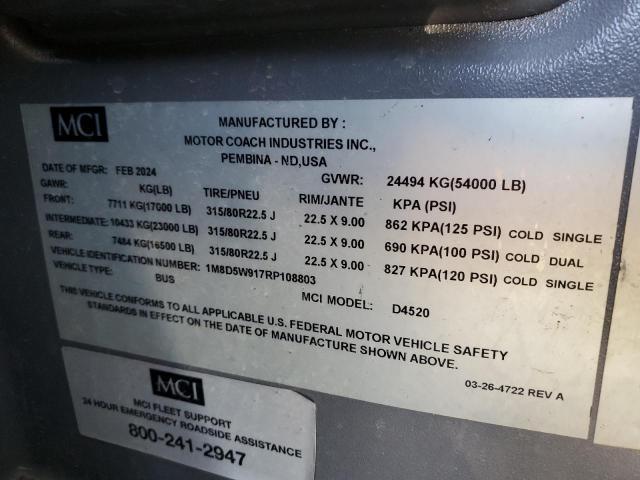 MCI
MANUFACTURED BY :
MOTOR COACH INDUSTRIES INC.,
PEMBINA - ND,USA
DATE OF MFGR: FEB 2024
GVWR: 24494 KG(54000 LB)
GAWR: KG(LB) TIRE/PNEU RIM/JANTE KPA (PSI)
FRONT: 7711 KG(17000 LB) 315/80R22.5 J 22.5 X 9.00 862 KPA(125 PSI) COLD SINGLE
INTERMEDIATE: 10433 KG(23000 LB) 315/80R22.5 J 22.5 X 9.00 690 KPA(100 PSI) COLD DUAL
REAR: 7484 KG(16500 LB) 315/80R22.5 J 22.5 X 9.00 827 KPA(120 PSI) COLD SINGLE
VEHICLE IDENTIFICATION NUMBER: 1M8D5W917RP108803
VEHICLE TYPE: BUS MCI MODEL: D4520
THIS VEHICLE CONFORMS TO ALL APPLICABLE U.S. FEDERAL MOTOR VEHICLE SAFETY
STANDARDS IN EFFECT ON THE DATE OF MANUFACTURE SHOWN ABOVE.
03-26-4722 REV A
MCI
MCI FLEET SUPPORT
24 HOUR EMERGENCY ROADSIDE ASSISTANCE
800-241-2947